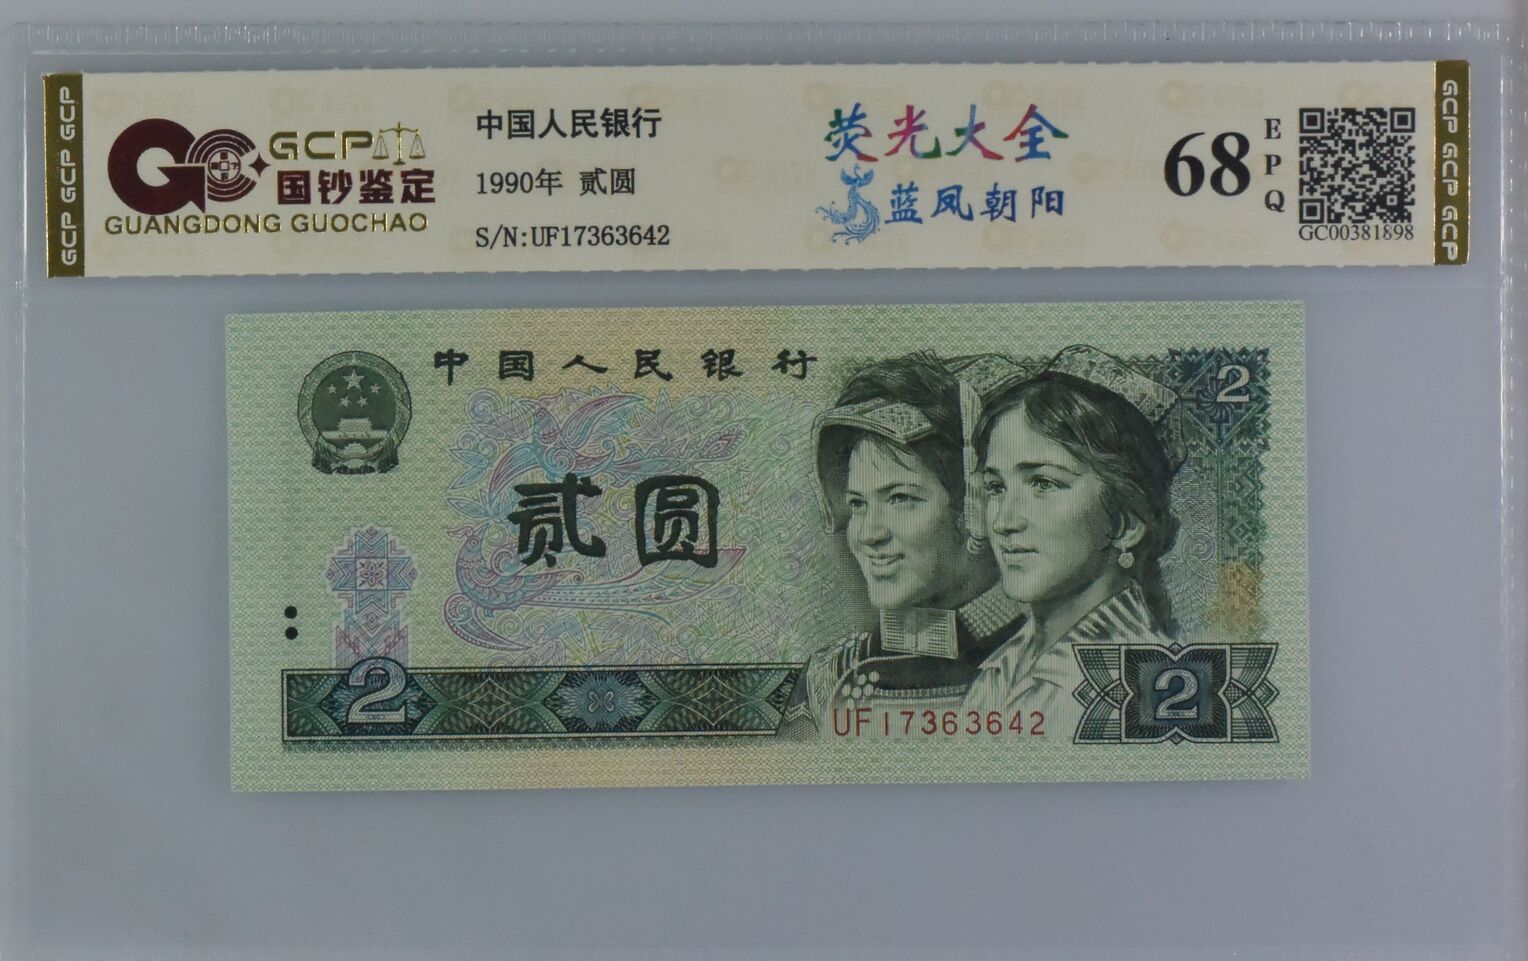 GCP GCP GCP
GCP
国钞鉴定
GUANGDONG GUOCHAO
中国人民银行
1990年 贰圆
S/N:UF17363642
荧光大全
蓝凤朝阳
68
EPQ
GC00381898
GCP GCP GCP
中国人民银行
2
贰圆
2
UF17363642
2